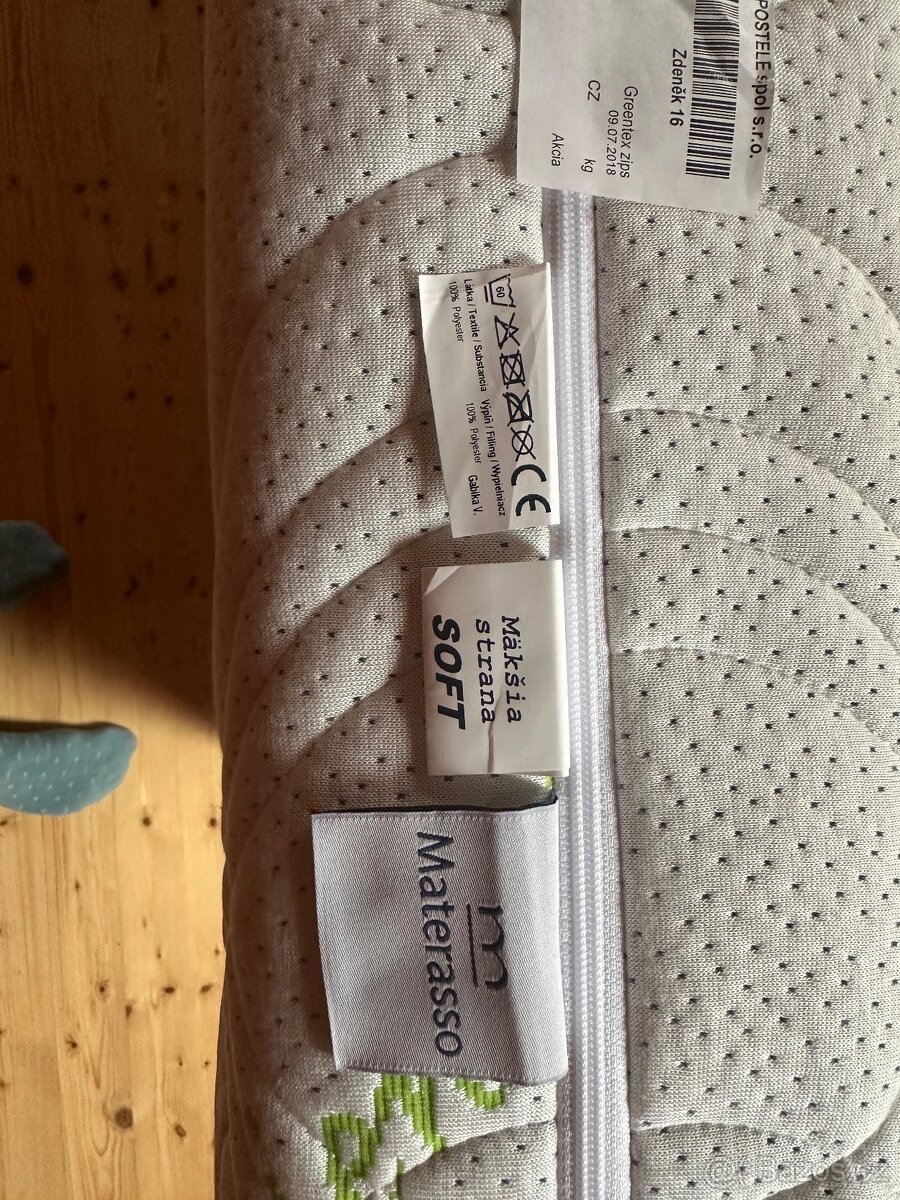 POSTELE spol s.r.o.
Zdeněk 16
Greentex zips
09.07.2018
CZ kg
Akcia
60
CE
Látka / Textile / Substancia Výplň / Filling / Wypełniacz
100% Polyester 100% Polyester Gabika V.
Mäkšia
strana
SOFT
m
Materasso